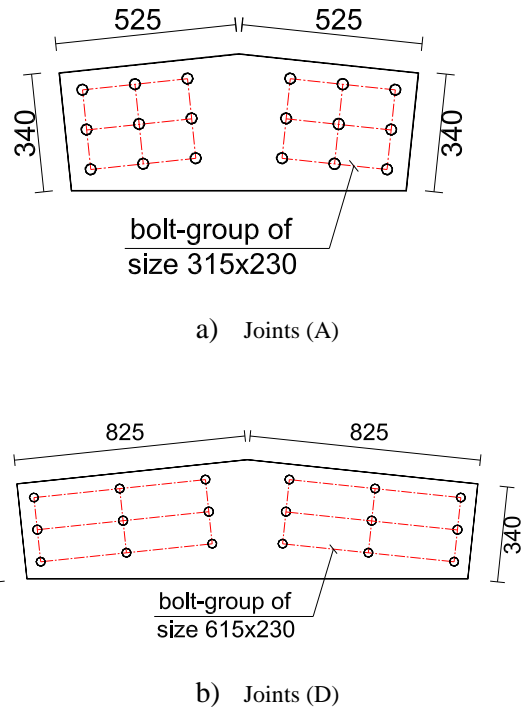 525 525
340 340
bolt-group of
size 315x230
a) Joints (A)
825 825
340
bolt-group of
size 615x230
b) Joints (D)